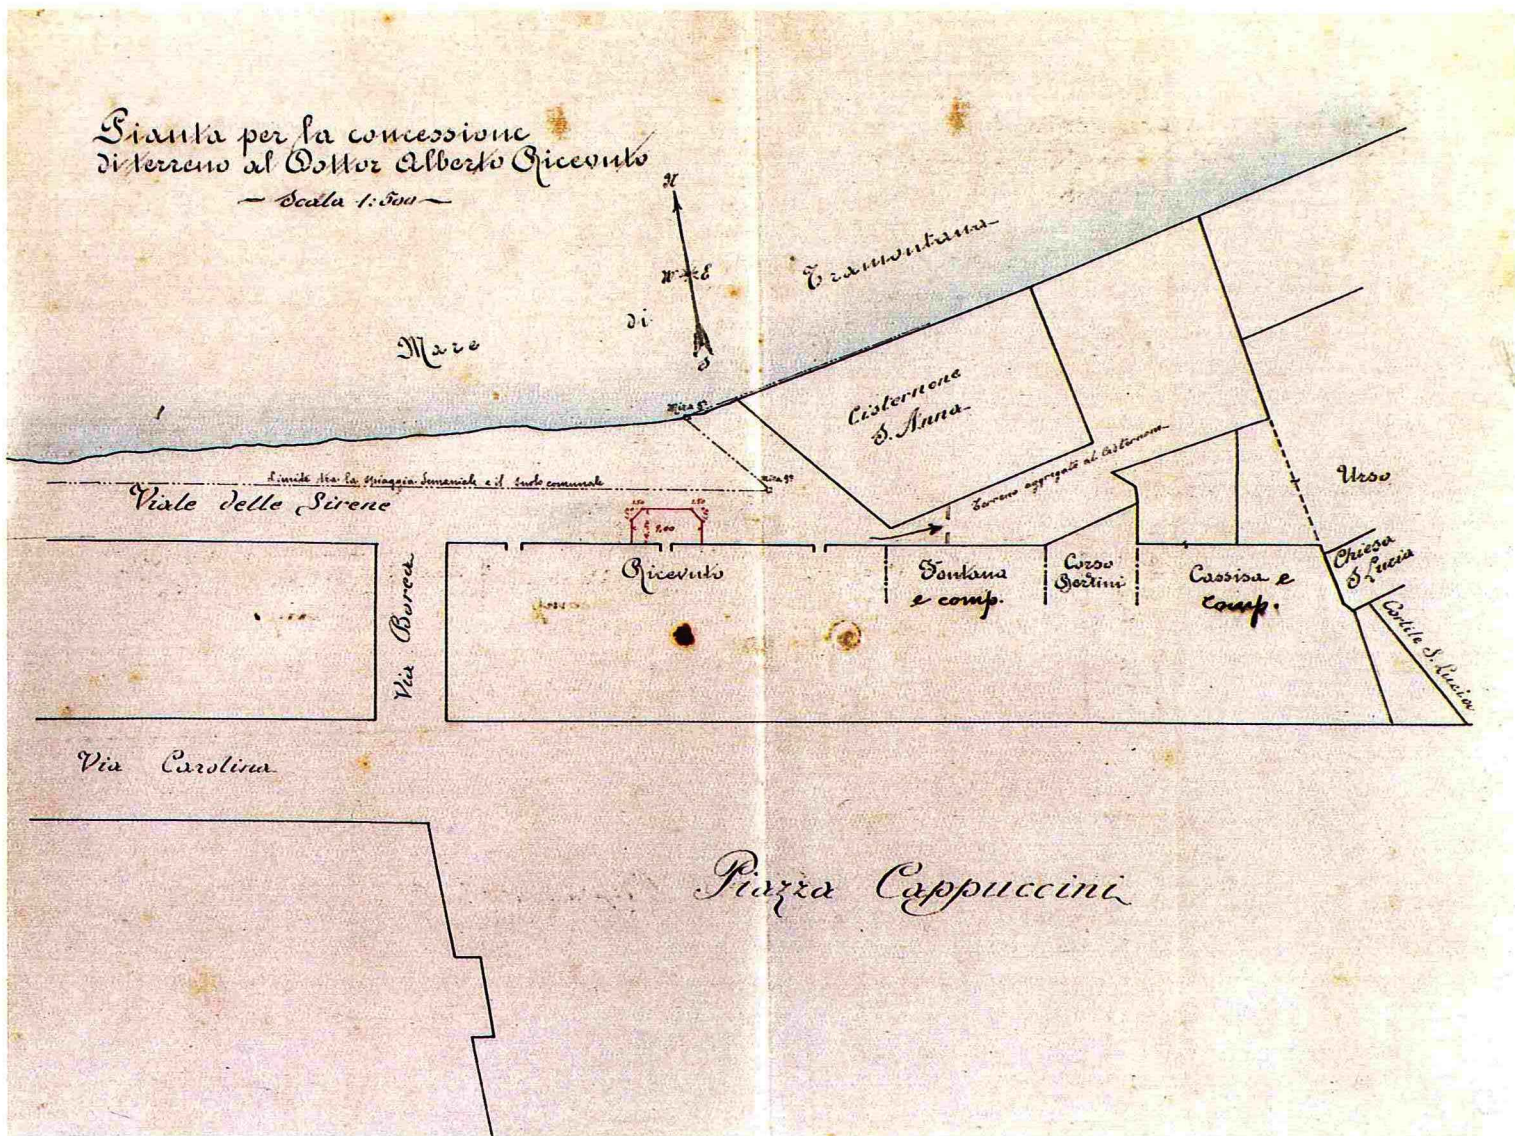 Pianta per la concessione
di terreno al Dottor Alberto Ricevuto
— Scala 1:500 —
N
E
S
Mare
di
Tramontana
Cisternone
S. Anna
Terreno aggregato al Cisternone
Limite tra la spiaggia demaniale e il suolo comunale
Viale delle Sirene
Urso
Ricevuto
Fontana
e comp.
Corso
Cassisa e
comp.
Chiesa
S. Lucia
Cortile S. Lucia
Via Borea
Via Carolina
Piazza Cappuccini